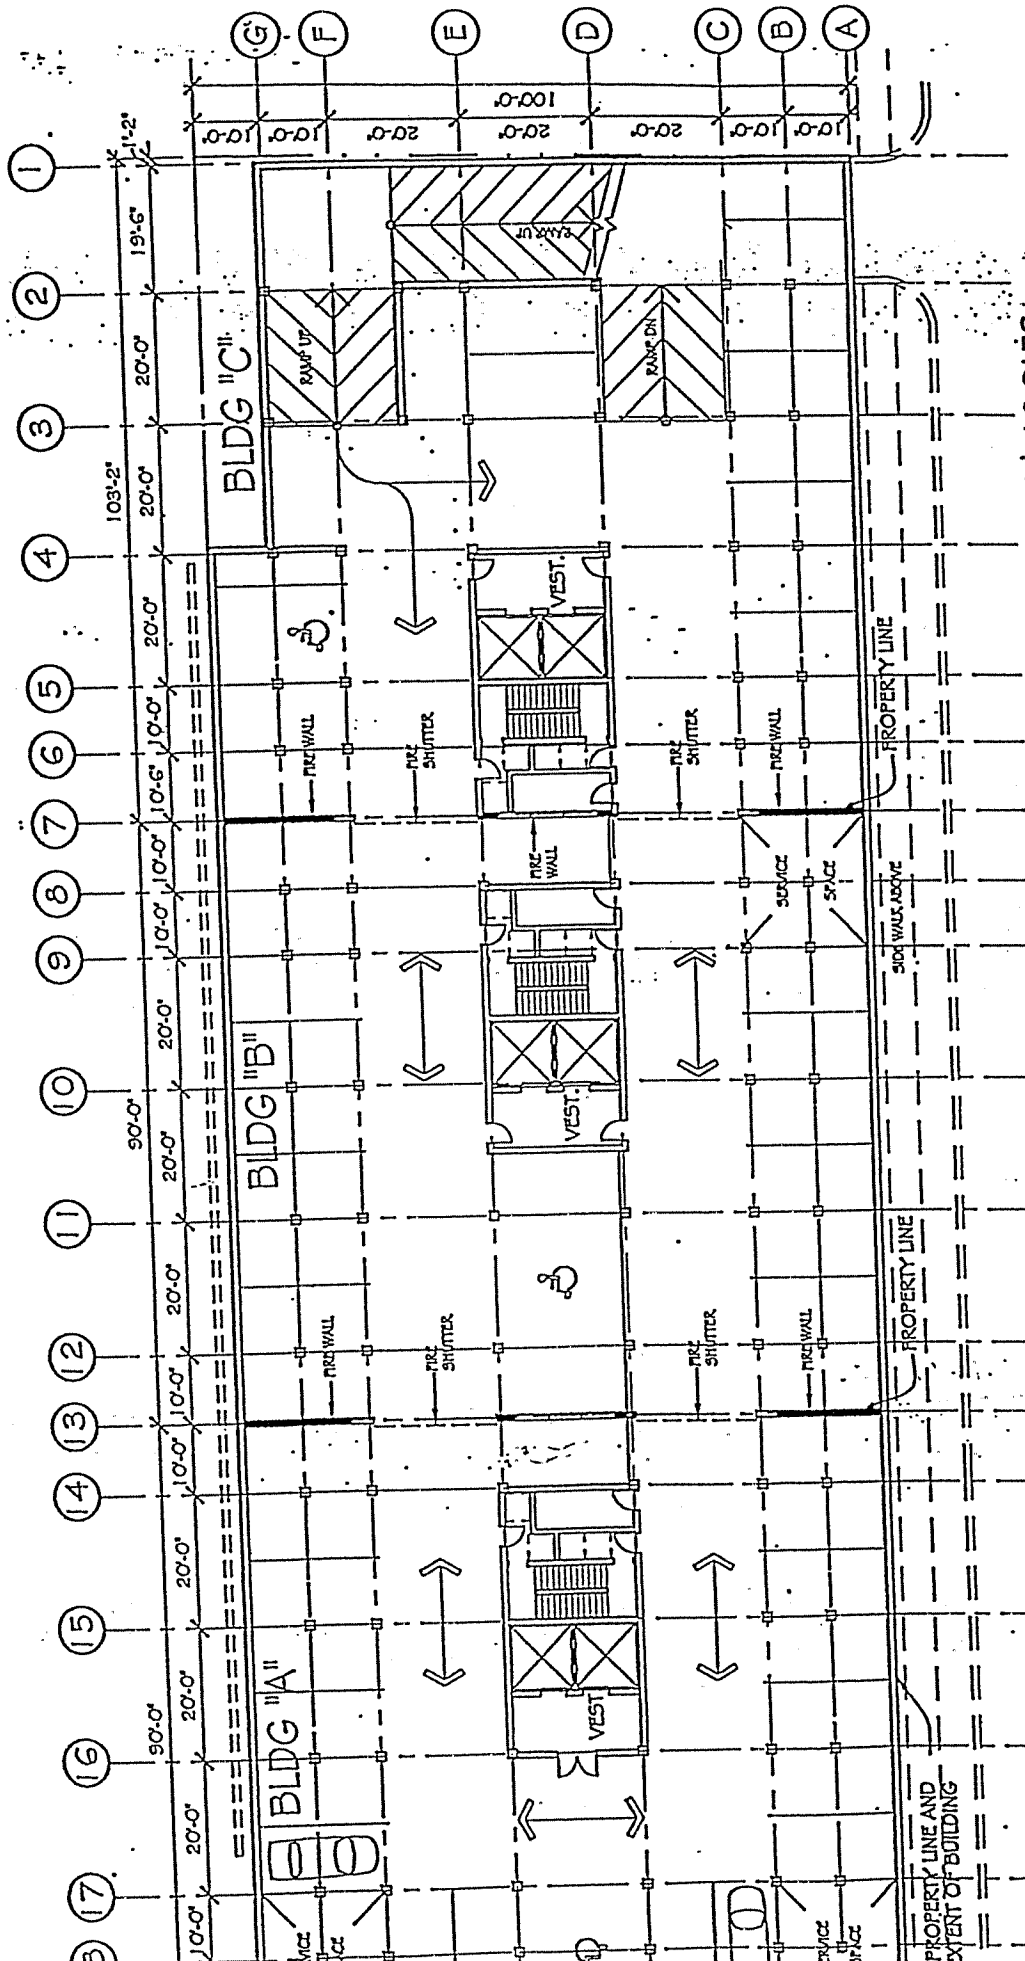 G F E D C B A
100'-0"
10'-0" 10'-0" 20'-0" 20'-0" 20'-0" 10'-0" 10'-0"
1
1'-2"
19'-6"
RAMP UP
2
BLDG "C"
RAMP UP
RAMP DN
20'-0"
3
103'-2"
20'-0"
4
VEST.
20'-0"
5
10'-0"
FIRE WALL
FIRE
SHUTTER
FIRE
SHUTTER
FIRE WALL
PROPERTY LINE
6
10'-6"
7
10'-0"
FIRE
WALL
SERVICE
SPACE
8
10'-0"
9
SIDE WALK ABOVE
20'-0"
BLDG "B"
10
90'-0"
VEST.
20'-0"
11
20'-0"
PROPERTY LINE
12
FIRE WALL
FIRE
SHUTTER
FIRE
SHUTTER
FIRE WALL
10'-0"
13
10'-0"
14
20'-0"
15
BLDG "A"
20'-0"
VEST
16
90'-0"
20'-0"
17
10'-0"
PROPERTY LINE AND
EXTENT OF BUILDING